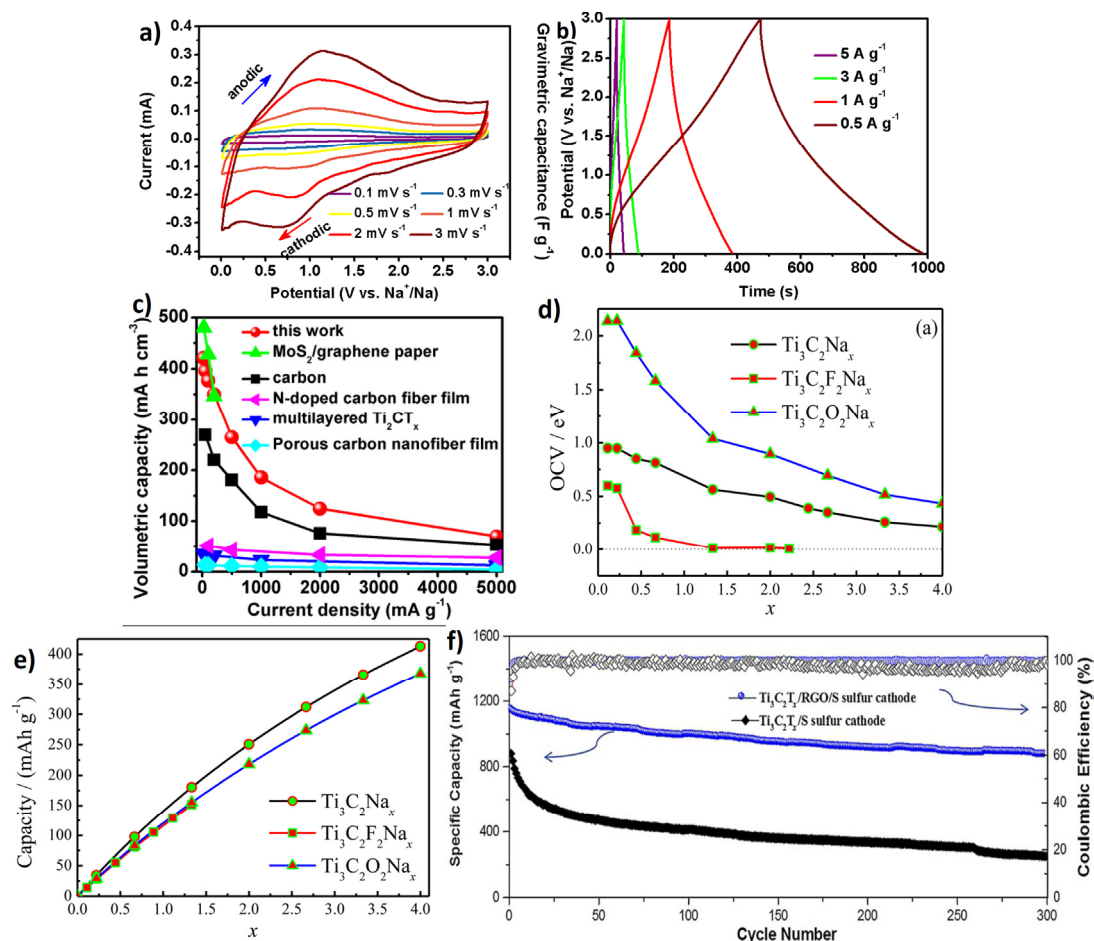 a)
Current (mA)
0.4
0.3
0.2
0.1
0.0
-0.1
-0.2
-0.3
-0.4
anodic
cathodic
0.1 mV s⁻¹
0.3 mV s⁻¹
0.5 mV s⁻¹
1 mV s⁻¹
2 mV s⁻¹
3 mV s⁻¹
0.0 0.5 1.0 1.5 2.0 2.5 3.0
Potential (V vs. Na⁺/Na)
b)
Gravimetric capacitance (F g⁻¹)
Potential (V vs. Na⁺/Na)
3.0
2.5
2.0
1.5
1.0
0.5
0.0
5 A g⁻¹
3 A g⁻¹
1 A g⁻¹
0.5 A g⁻¹
0 200 400 600 800 1000
Time (s)
c)
Volumetric capacity (mA h cm⁻³)
500
400
300
200
100
0
this work
MoS₂/graphene paper
carbon
N-doped carbon fiber film
multilayered Ti₂CTₓ
Porous carbon nanofiber film
0 1000 2000 3000 4000 5000
Current density (mA g⁻¹)
d)
(a)
OCV / eV
2.0
1.5
1.0
0.5
0.0
Ti₃C₂Naₓ
Ti₃C₂F₂Naₓ
Ti₃C₂O₂Naₓ
0.0 0.5 1.0 1.5 2.0 2.5 3.0 3.5 4.0
x
e)
Capacity / (mAh g⁻¹)
400
350
300
250
200
150
100
50
0
Ti₃C₂Naₓ
Ti₃C₂F₂Naₓ
Ti₃C₂O₂Naₓ
0.0 0.5 1.0 1.5 2.0 2.5 3.0 3.5 4.0
x
f)
Specific Capacity (mAh g⁻¹)
1600
1200
800
400
0
Ti₃C₂Tₓ/RGO/S sulfur cathode
Ti₃C₂Tₓ/S sulfur cathode
100
80
60
40
20
0
Coulombic Efficiency (%)
0 50 100 150 200 250 300
Cycle Number